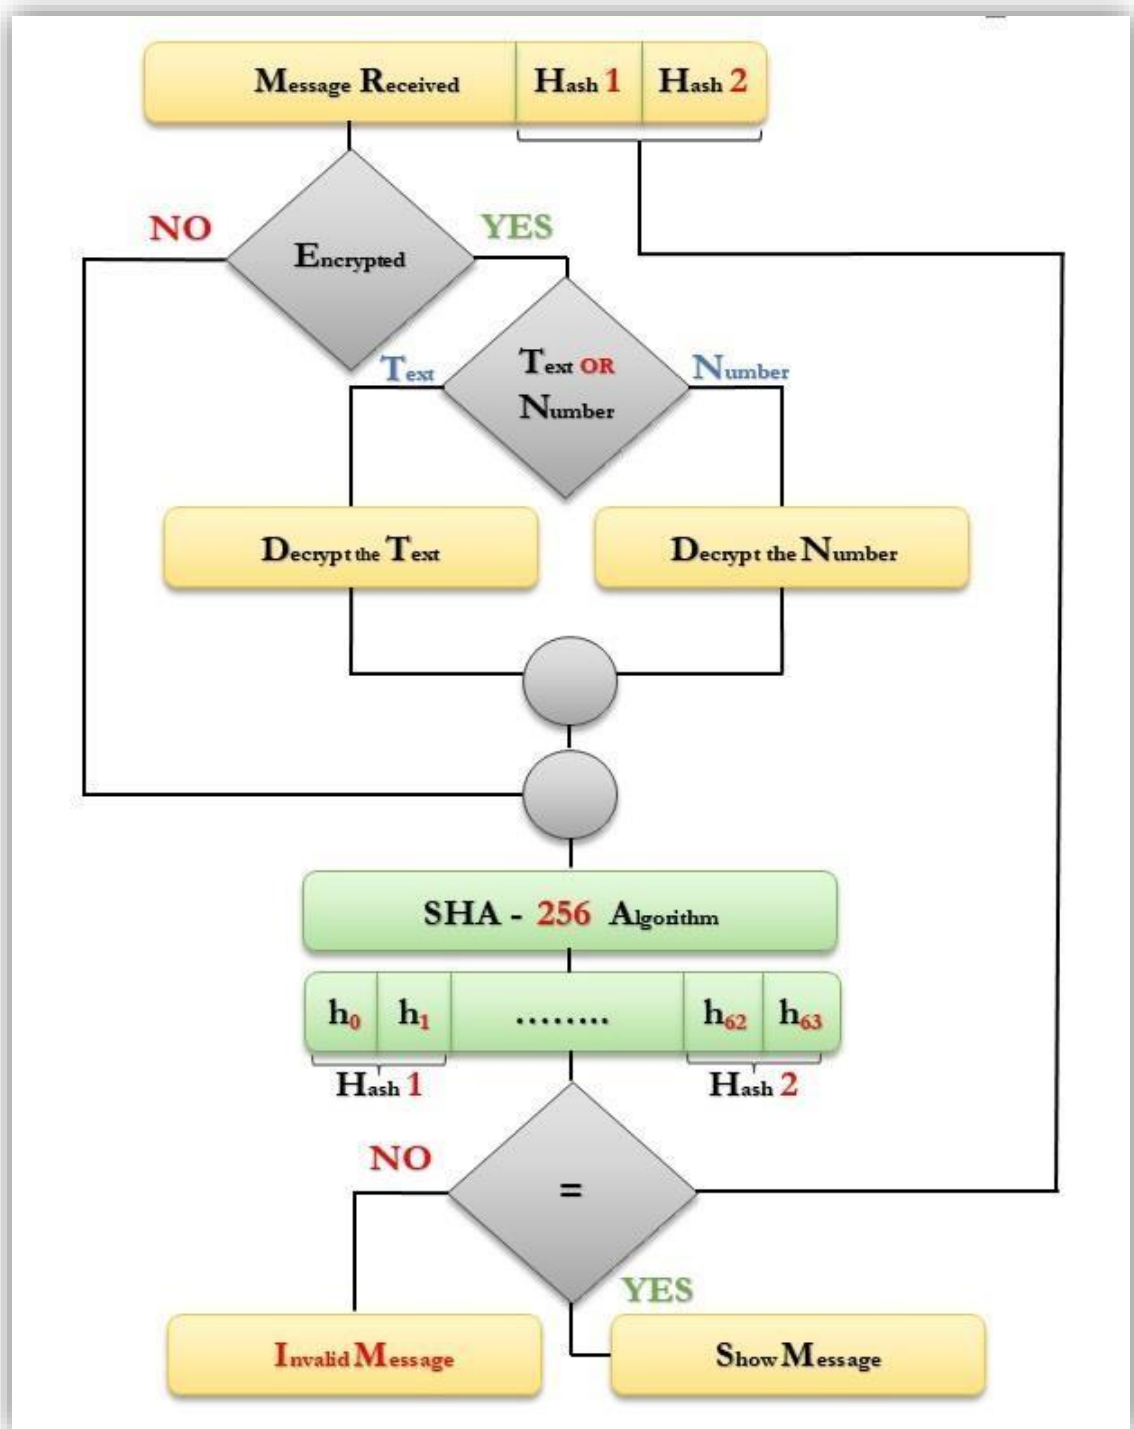 Message Received Hash 1 Hash 2
NO
YES
Encrypted
Text
Text OR
Number
Number
Decrypt the Text
Decrypt the Number
SHA - 256 Algorithm
h0 h1 ........ h62 h63
Hash 1
Hash 2
NO
=
YES
Invalid Message
Show Message